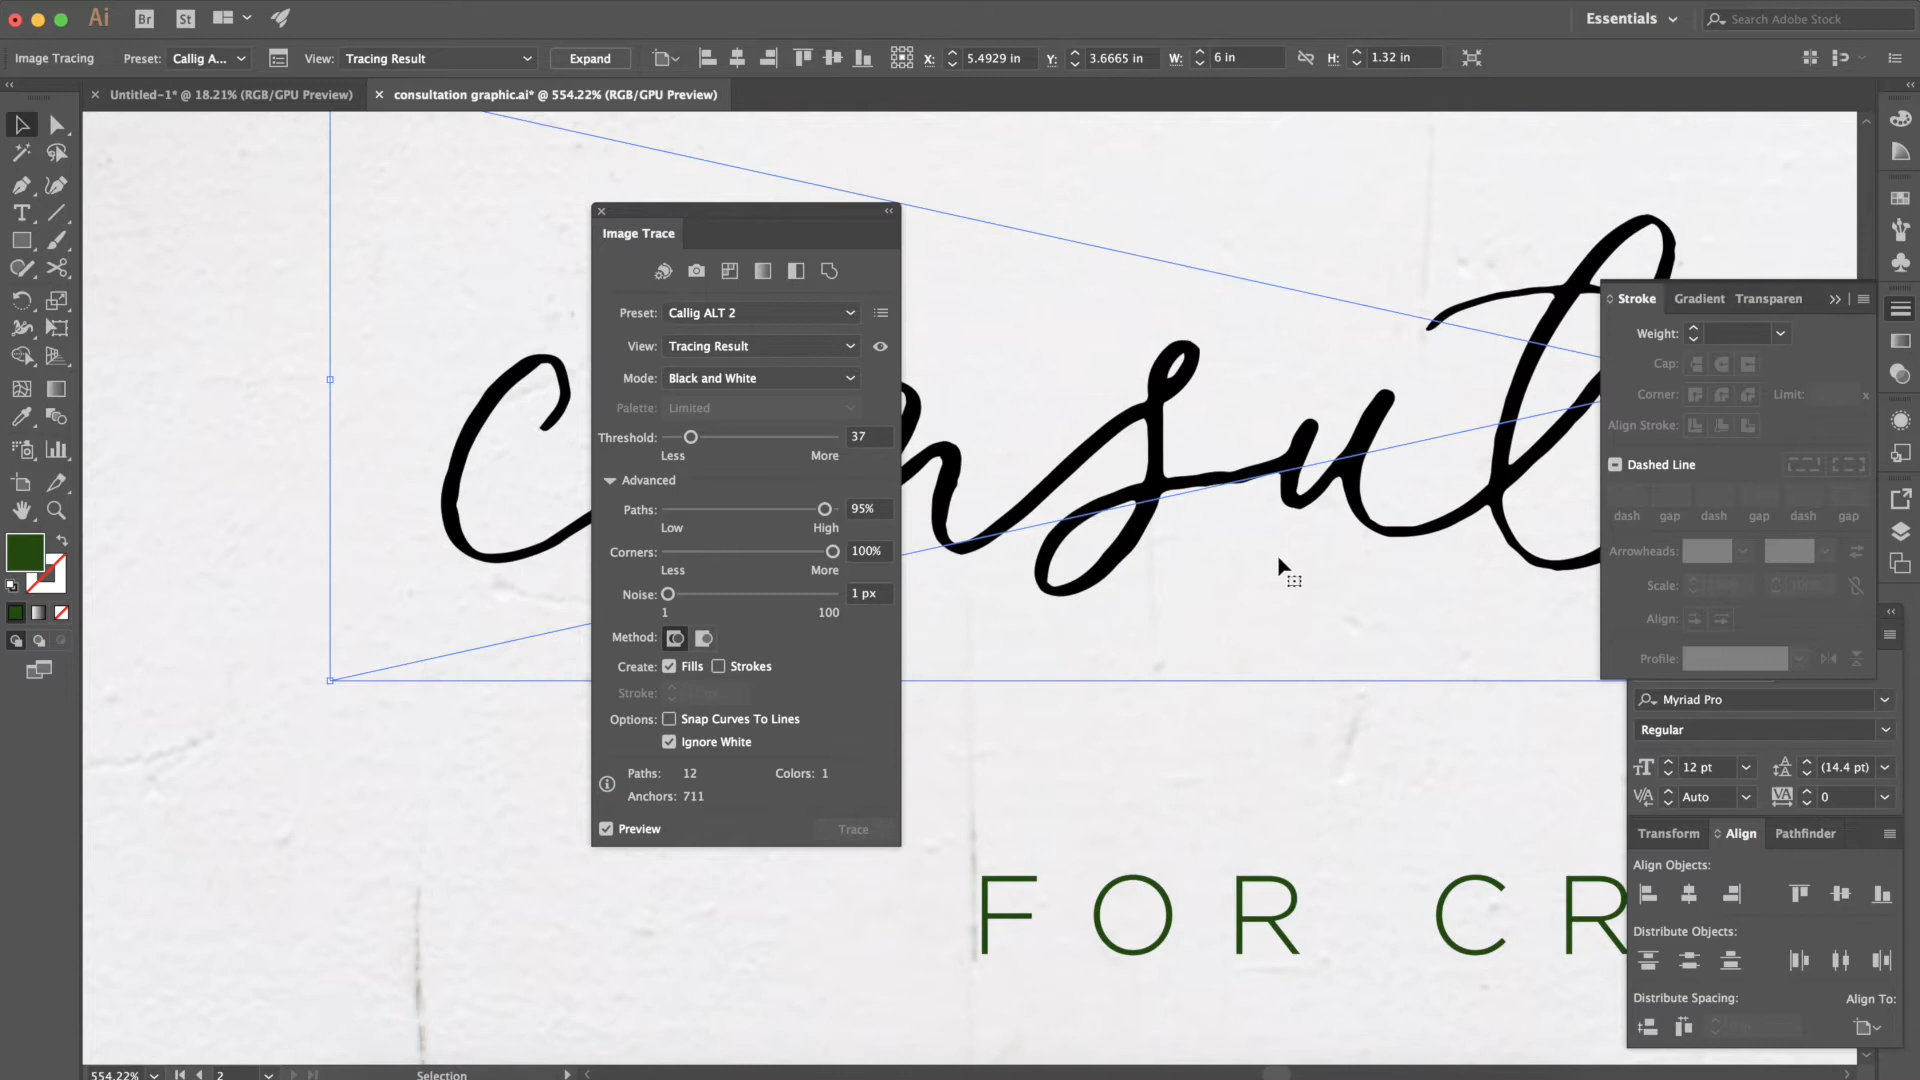 Ai Br St Essentials Search Adobe Stock
Image Tracing Preset: Callig A... View: Tracing Result Expand X: 5.4929 in Y: 3.6665 in W: 6 in H: 1.32 in
Untitled-1* @ 18.21% (RGB/GPU Preview) consultation graphic.ai* @ 554.22% (RGB/GPU Preview)
Image Trace
Preset: Callig ALT 2
View: Tracing Result
Mode: Black and White
Palette: Limited
Threshold: 37
Less More
Advanced
Paths: 95%
Low High
Corners: 100%
Less More
Noise: 1 px
1 100
Method:
Create: Fills Strokes
Stroke:
Options: Snap Curves To Lines
Ignore White
Paths: 12 Colors: 1
Anchors: 711
Preview Trace
Consul
FOR CR
Stroke Gradient Transparen
Weight:
Cap:
Corner: Limit: x
Align Stroke:
Dashed Line
dash gap dash gap dash gap
Arrowheads:
Scale:
Align:
Profile:
Myriad Pro
Regular
12 pt (14.4 pt)
Auto 0
Transform Align Pathfinder
Align Objects:
Distribute Objects:
Distribute Spacing: Align To:
554.22% 2 Selection